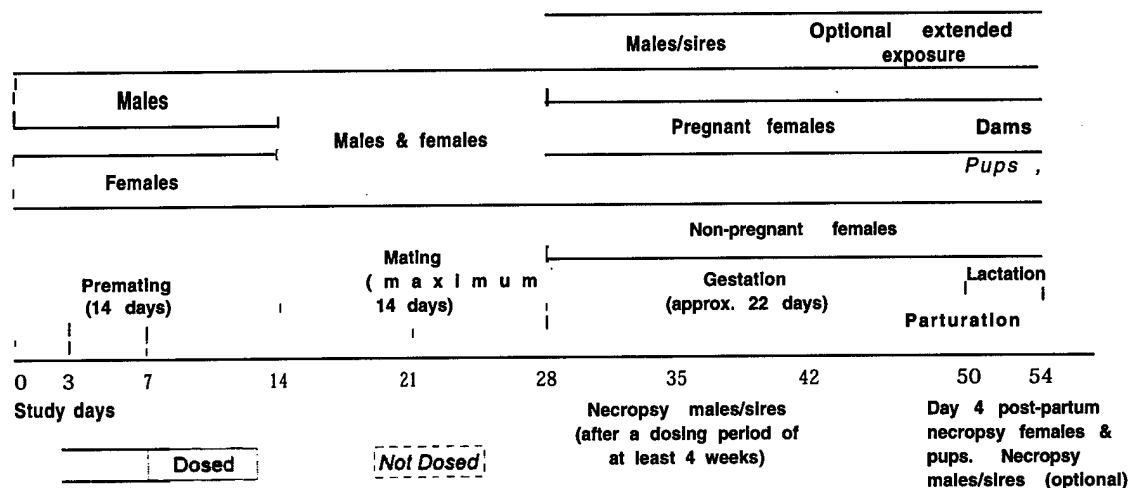 Males/sires
Optional extended
exposure
Males
Males & females
Pregnant females
Dams
Females
Pups ,
Non-pregnant females
Premating
(14 days)
Mating
(maximum
14 days)
Gestation
(approx. 22 days)
Lactation
Parturation
0 3 7 14 21 28 35 42 50 54
Study days
Necropsy males/sires
(after a dosing period of
at least 4 weeks)
Day 4 post-partum
necropsy females &
pups. Necropsy
males/sires (optional)
Dosed
Not Dosed